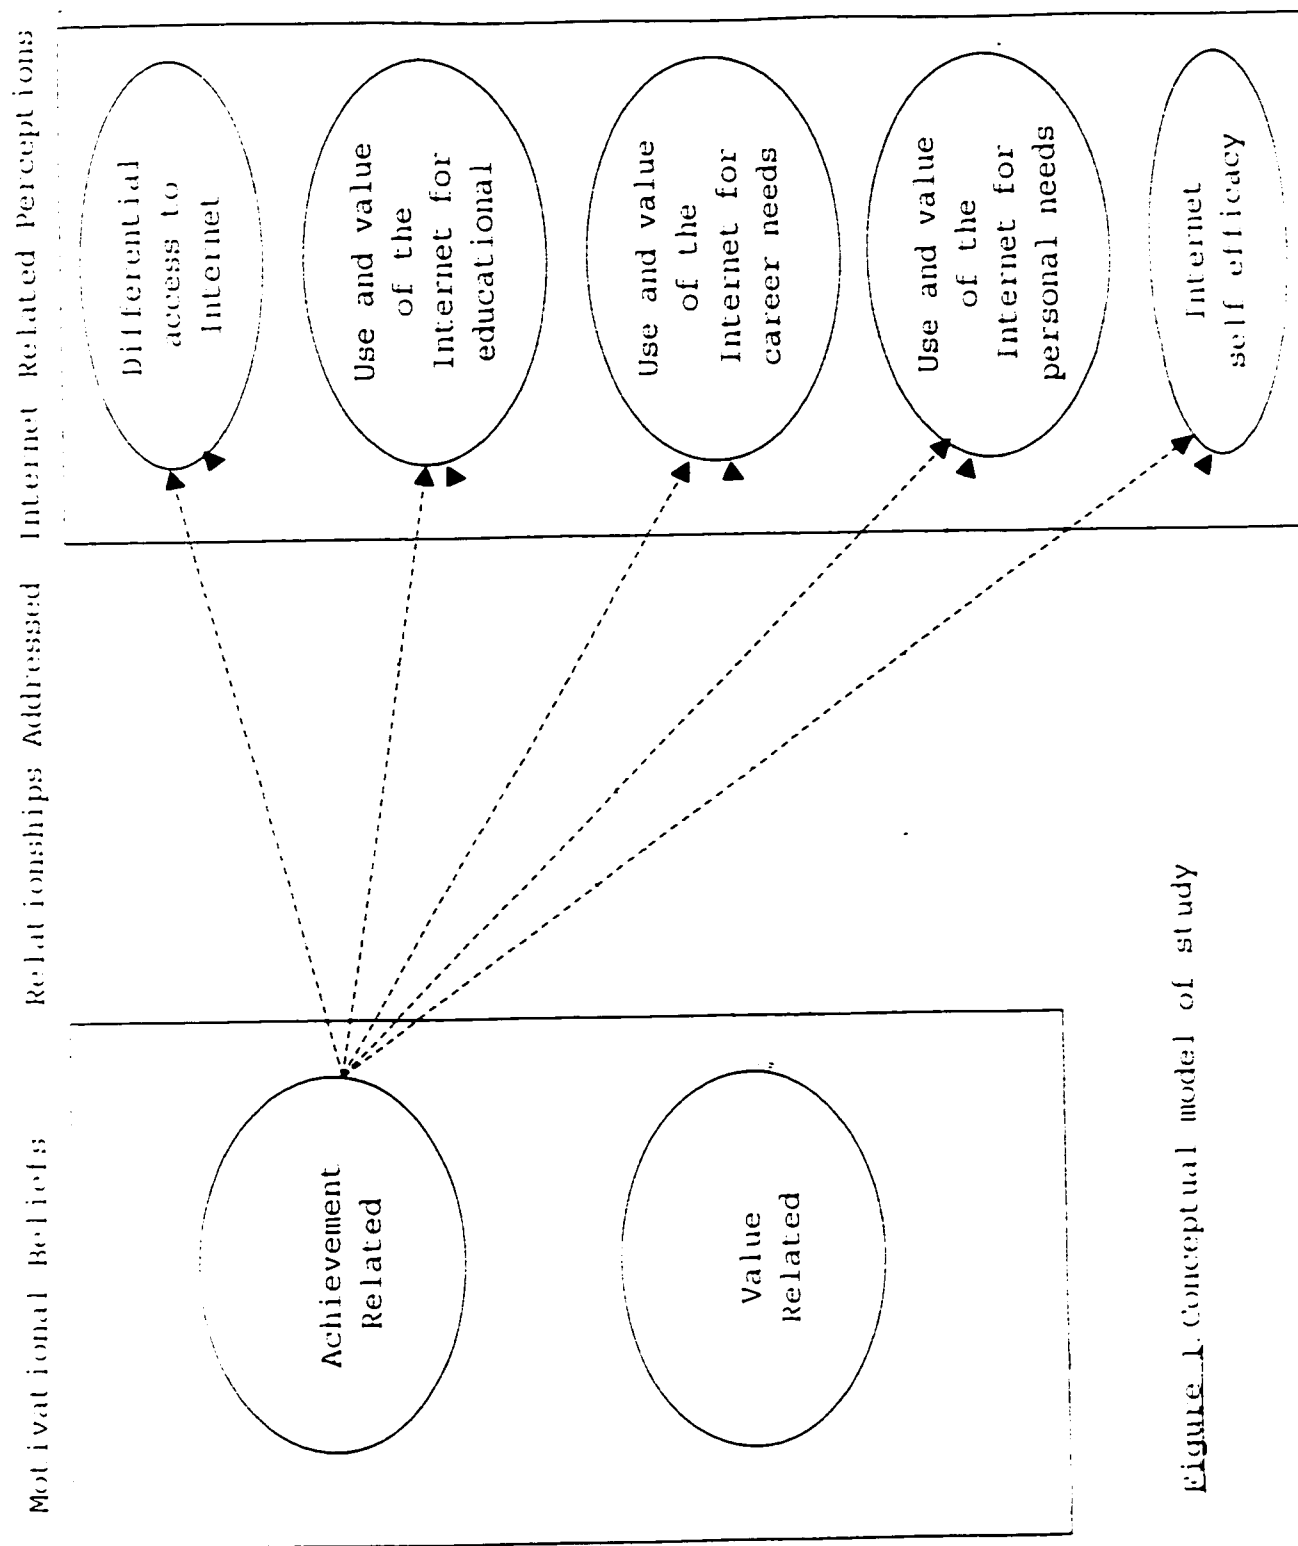 Motivational Beliefs
Relationships Addressed
Internet Related Perceptions
Achievement
Related
Value
Related
Differential
access to
Internet
Use and value
of the
Internet for
educational
Use and value
of the
Internet for
career needs
Use and value
of the
Internet for
personal needs
Internet
self efficacy
Figure 1. Conceptual model of study